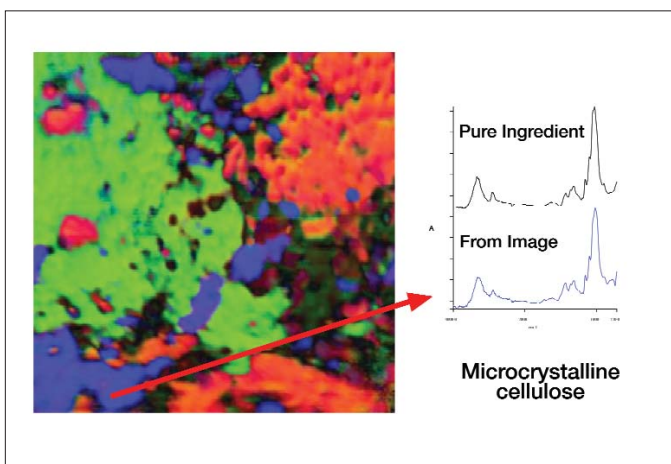 Pure Ingredient
A
From Image
Microcrystalline
cellulose